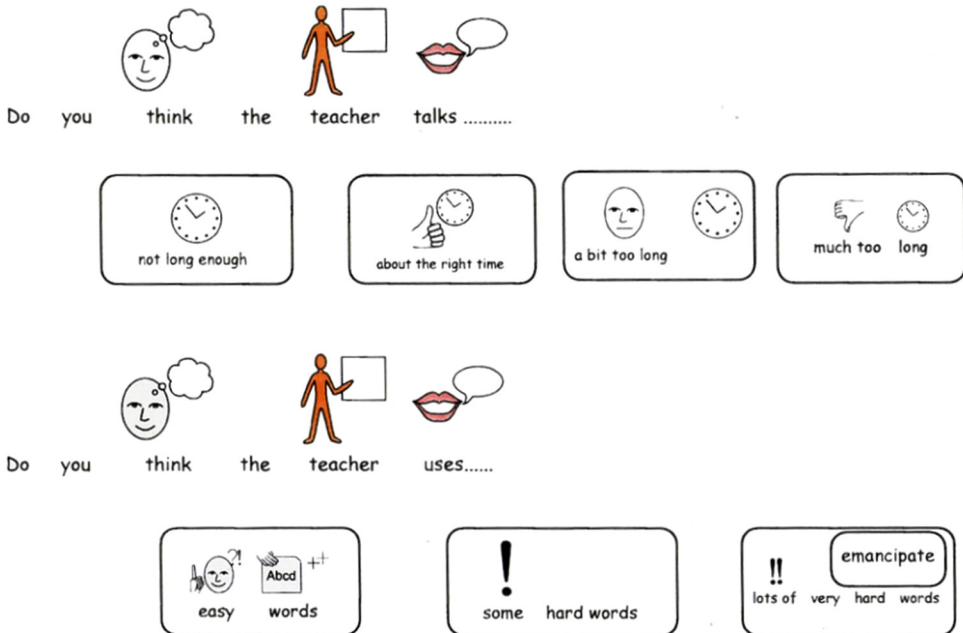 Do you think the teacher talks ..........
not long enough
about the right time
a bit too long
much too long
Do you think the teacher uses......
Abcd
easy words
!
some hard words
!!
emancipate
lots of very hard words